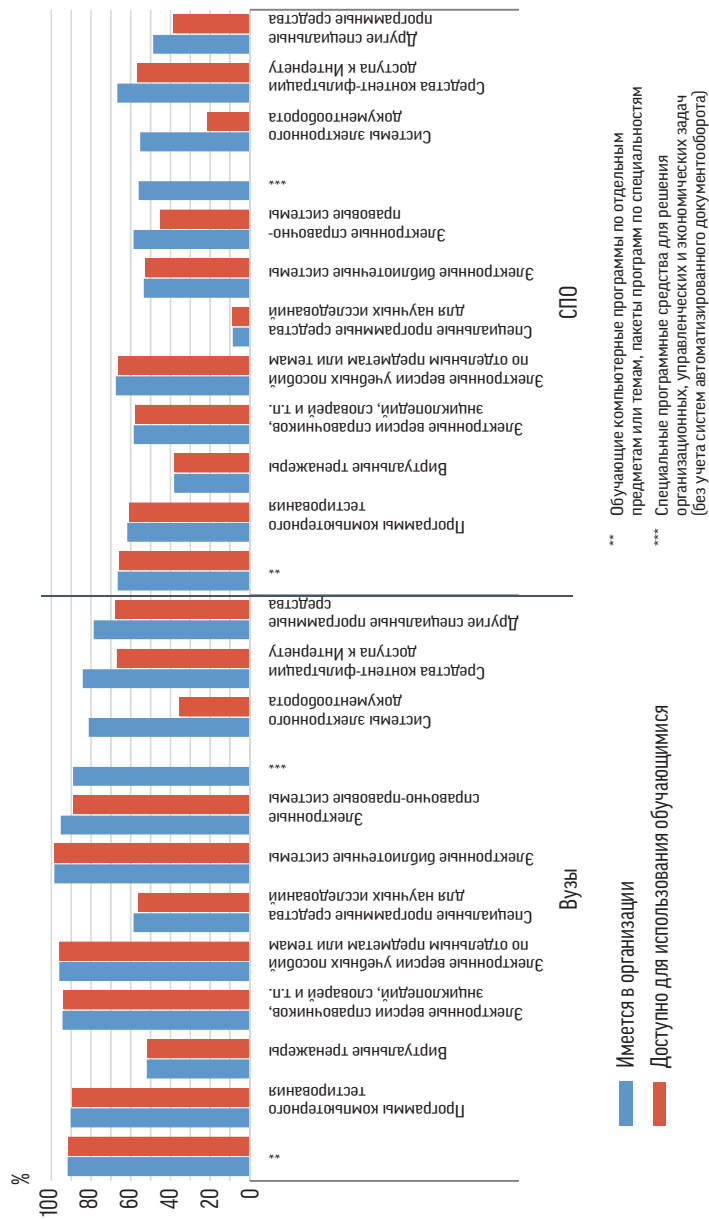 %
100
80
60
40
20
0
**
Программы компьютерного
тестирования
Виртуальные тренажеры
Электронные версии справочников,
энциклопедий, словарей и т.п.
Электронные версии учебных пособий
по отдельным предметам или темам
Специальные программные средства
для научных исследований
Электронные библиотечные системы
Электронные
справочно-правовые системы
***
Системы электронного
документооборота
Средства контент-фильтрации
доступа к Интернету
Другие специальные программные
средства
Вузы
**
Программы компьютерного
тестирования
Виртуальные тренажеры
Электронные версии справочников,
энциклопедий, словарей и т.п.
Электронные версии учебных пособий
по отдельным предметам или темам
Специальные программные средства
для научных исследований
Электронные библиотечные системы
Электронные справочно-
правовые системы
***
Системы электронного
документооборота
Средства контент-фильтрации
доступа к Интернету
Другие специальные
программные средства
СПО
Имеется в организации
Доступно для использования обучающимися
** Обучающие компьютерные программы по отдельным
предметам или темам, пакеты программ по специальностям
*** Специальные программные средства для решения
организационных, управленческих и экономических задач
(без учета систем автоматизированного документооборота)